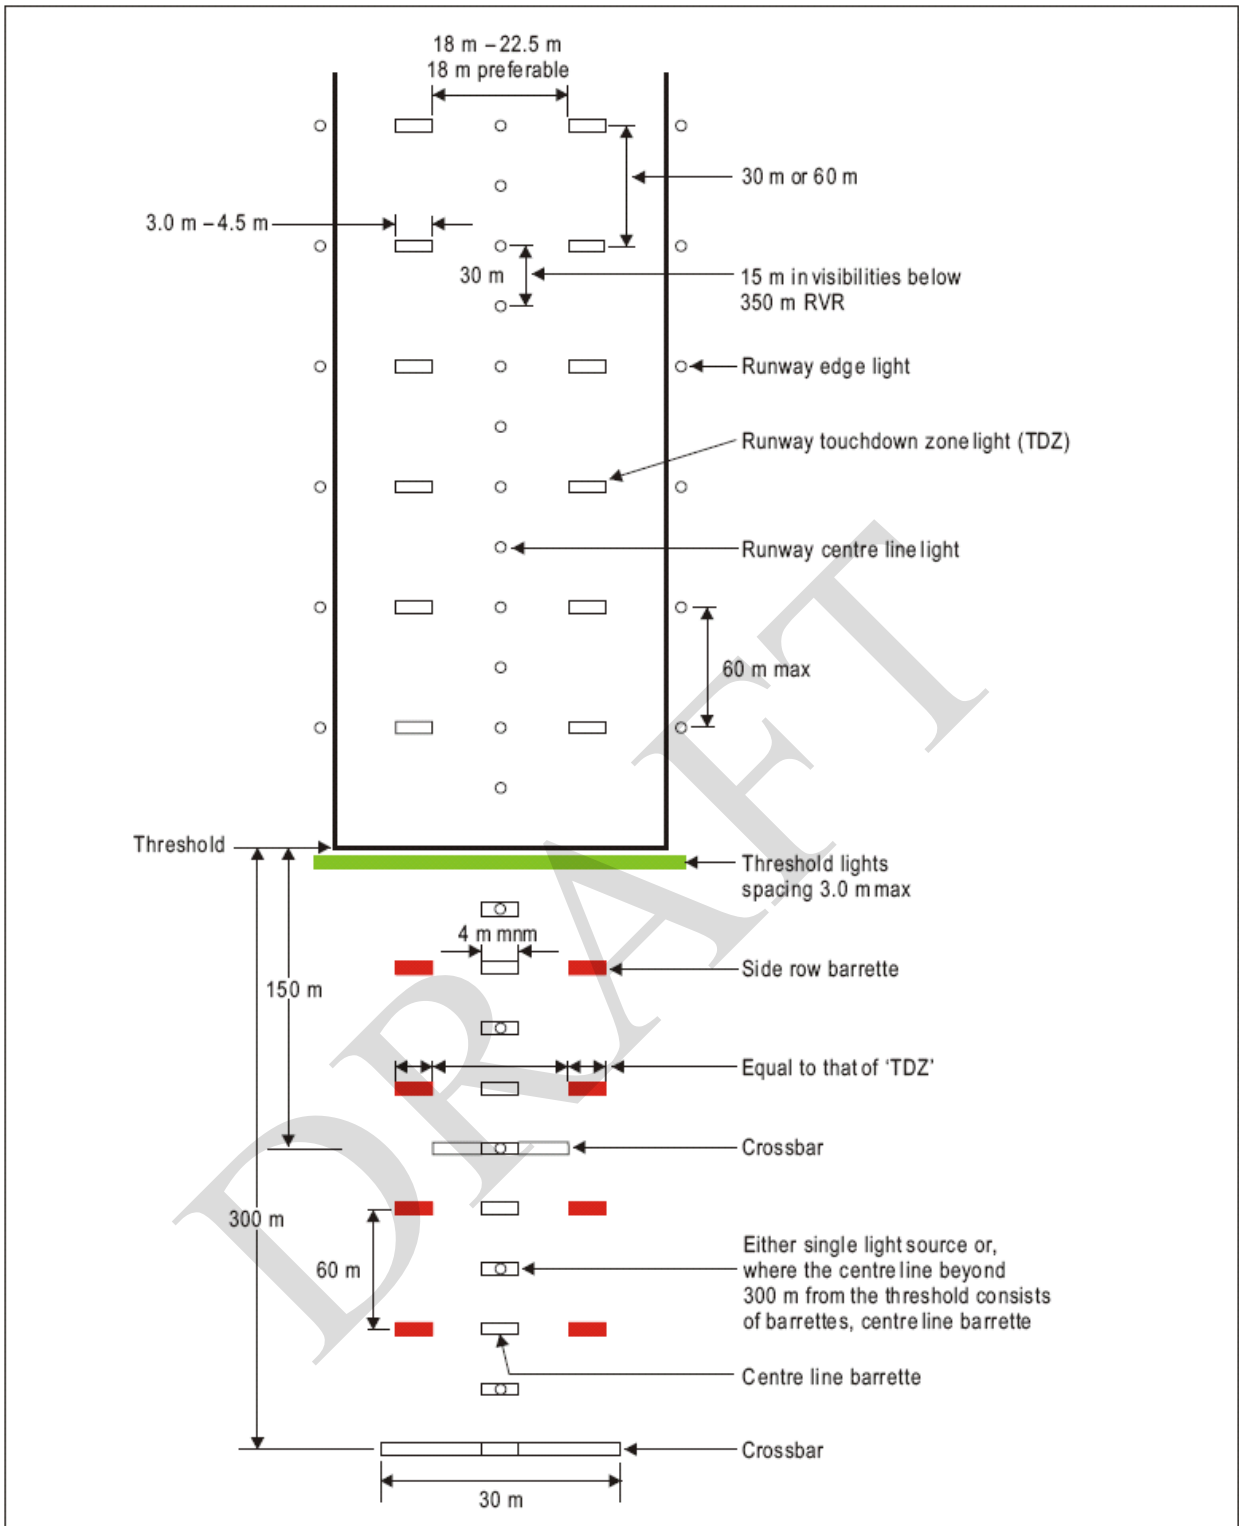 18 m – 22.5 m
18 m preferable
30 m or 60 m
3.0 m – 4.5 m
30 m
15 m in visibilities below
350 m RVR
Runway edge light
Runway touchdown zone light (TDZ)
Runway centre line light
60 m max
Threshold
Threshold lights
spacing 3.0 m max
4 m mnm
Side row barrette
150 m
Equal to that of ‘TDZ’
Crossbar
300 m
60 m
Either single light source or,
where the centre line beyond
300 m from the threshold consists
of barrettes, centre line barrette
Centre line barrette
Crossbar
30 m
DRAFT